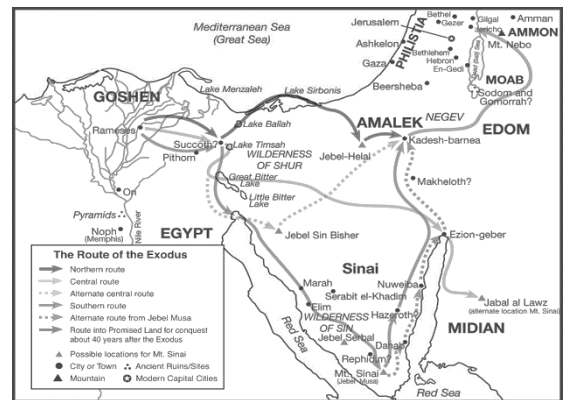 Mediterranean Sea
(Great Sea)
Jerusalem
Bethel
Gezer
Gilgal
Jericho
Amman
AMMON
Mt. Nebo
Ashkelon
PHILISTIA
Bethlehem
Hebron
En-Gedi
Gaza
MOAB
Beersheba
Sodom and
Gomorrah?
Lake Menzaleh
Lake Sirbonis
GOSHEN
Lake Ballah
AMALEK
NEGEV
EDOM
Rameses
Succoth?
Lake Timsah
Kadesh-barnea
WILDERNESS
OF SHUR
Jebel-Helal
Pithom
Great Bitter
Lake
Makheloth?
On
Little Bitter
Lake
Pyramids
Nile River
Noph
(Memphis)
EGYPT
Jebel Sin Bisher
Ezion-geber
The Route of the Exodus
Northern route
Central route
Alternate central route
Southern route
Alternate route from Jebel Musa
Route into Promised Land for conquest
about 40 years after the Exodus
Possible locations for Mt. Sinai
City or Town
Ancient Ruins/Sites
Mountain
Modern Capital Cities
Sinai
Marah
Serabit el-Khadim
Nuweiba
Elim
WILDERNESS
OF SIN
Hazeroth?
Jabal al Lawz
(alternate location Mt. Sinai)
MIDIAN
Jebel Serbal
Dahab
Rephidim?
Mt. Sinai
(Jebel Musa)
Red Sea
Red Sea